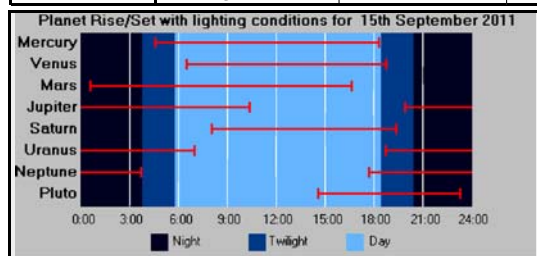 Planet Rise/Set with lighting conditions for 15th September 2011
Mercury
Venus
Mars
Jupiter
Saturn
Uranus
Neptune
Pluto
0:00 3:00 6:00 9:00 12:00 15:00 18:00 21:00 24:00
Night Twilight Day